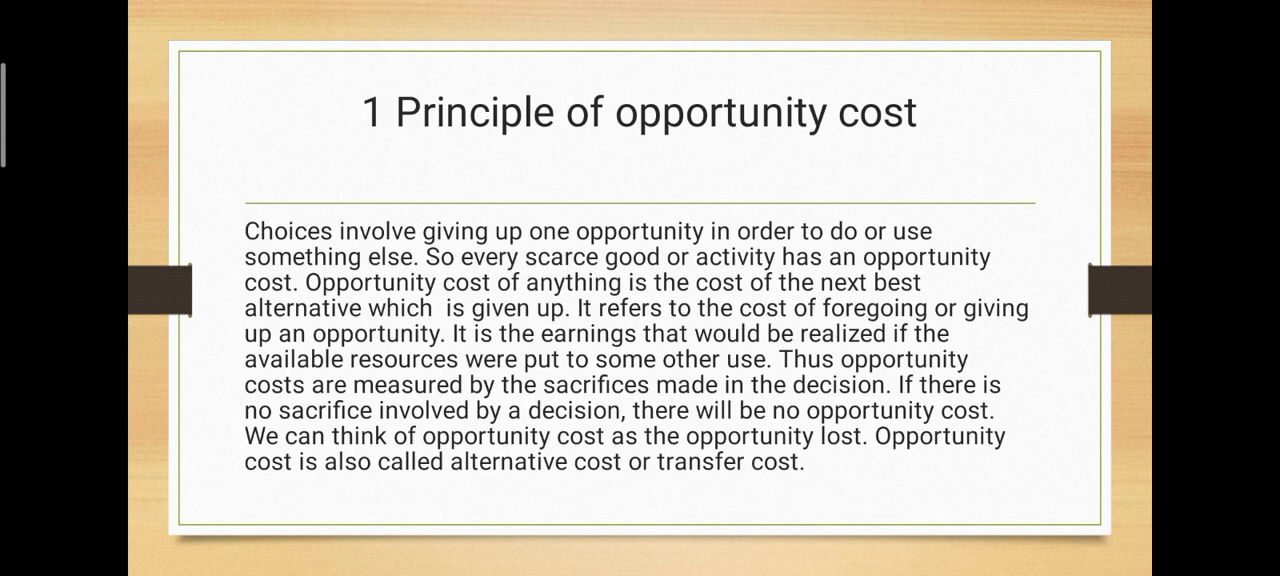 1 Principle of opportunity cost
Choices involve giving up one opportunity in order to do or use
something else. So every scarce good or activity has an opportunity
cost. Opportunity cost of anything is the cost of the next best
alternative which  is given up. It refers to the cost of foregoing or giving
up an opportunity. It is the earnings that would be realized if the
available resources were put to some other use. Thus opportunity
costs are measured by the sacrifices made in the decision. If there is
no sacrifice involved by a decision, there will be no opportunity cost.
We can think of opportunity cost as the opportunity lost. Opportunity
cost is also called alternative cost or transfer cost.